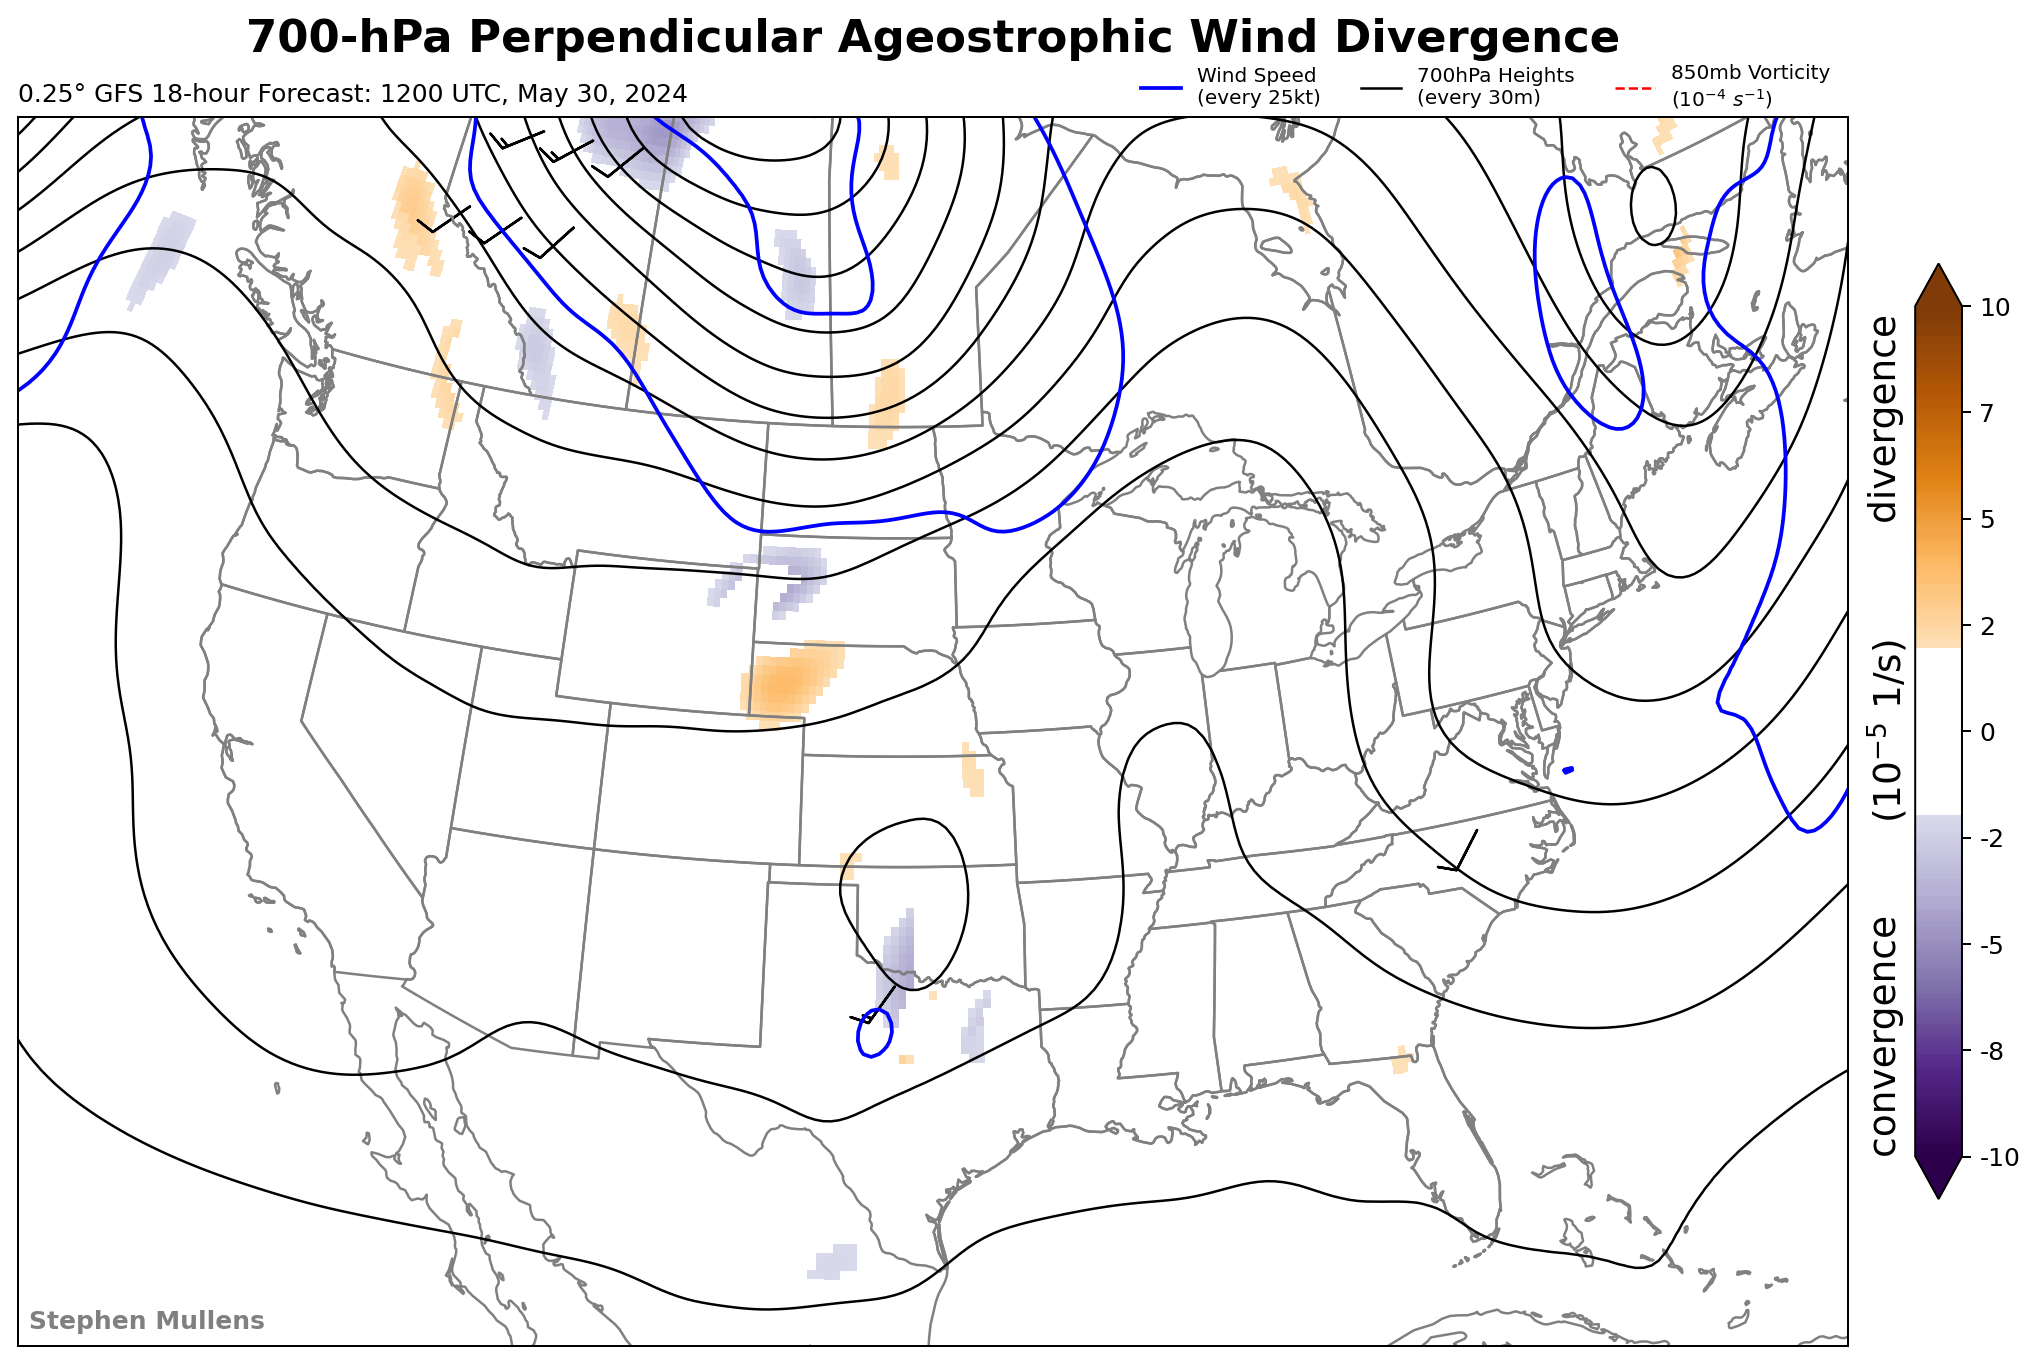 700-hPa Perpendicular Ageostrophic Wind Divergence
0.25° GFS 18-hour Forecast: 1200 UTC, May 30, 2024
Wind Speed
(every 25kt)
700hPa Heights
(every 30m)
850mb Vorticity
(10⁻⁴ s⁻¹)
10
7
5
2
0
-2
-5
-8
-10
divergence
(10⁻⁵ 1/s)
convergence
Stephen Mullens